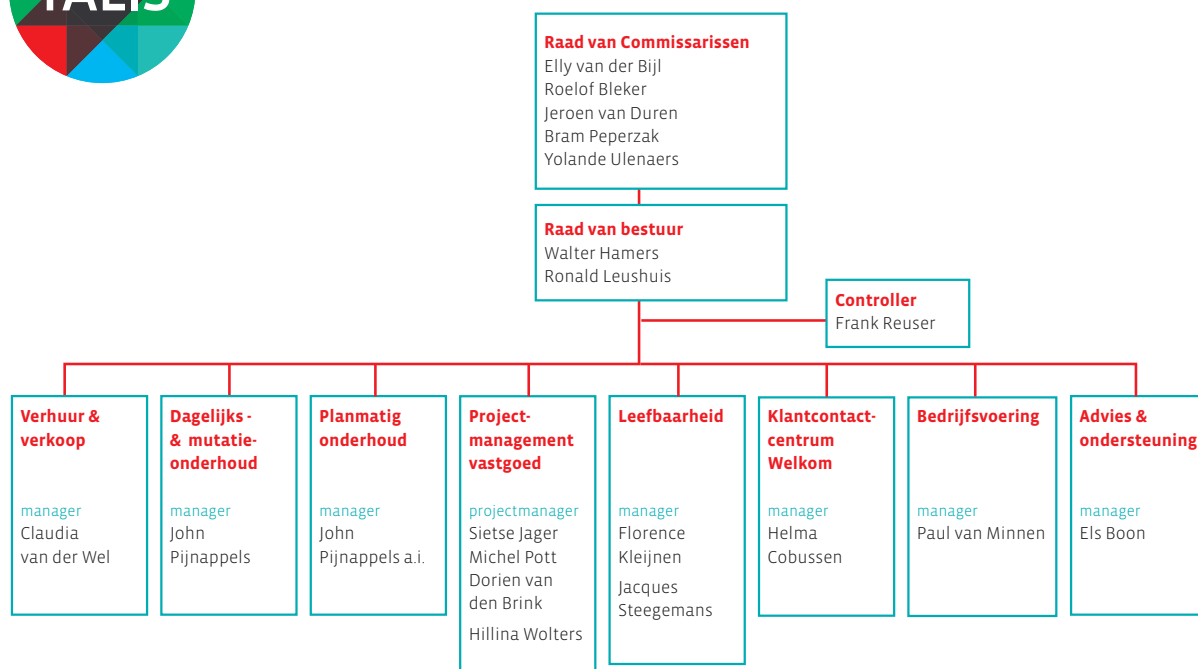 TALIS
Raad van Commissarissen
Elly van der Bijl
Roelof Bleker
Jeroen van Duren
Bram Peperzak
Yolande Ulenaers
Raad van bestuur
Walter Hamers
Ronald Leushuis
Controller
Frank Reuser
Verhuur &
verkoop
manager
Claudia
van der Wel
Dagelijks -
& mutatie-
onderhoud
manager
John
Pijnappels
Planmatig
onderhoud
manager
John
Pijnappels a.i.
Project-
management
vastgoed
projectmanager
Sietse Jager
Michel Pott
Dorien van
den Brink
Hillina Wolters
Leefbaarheid
manager
Florence
Kleijnen
Jacques
Steegemans
Klantcontact-
centrum
Welkom
manager
Helma
Cobussen
Bedrijfsvoering
manager
Paul van Minnen
Advies &
ondersteuning
manager
Els Boon